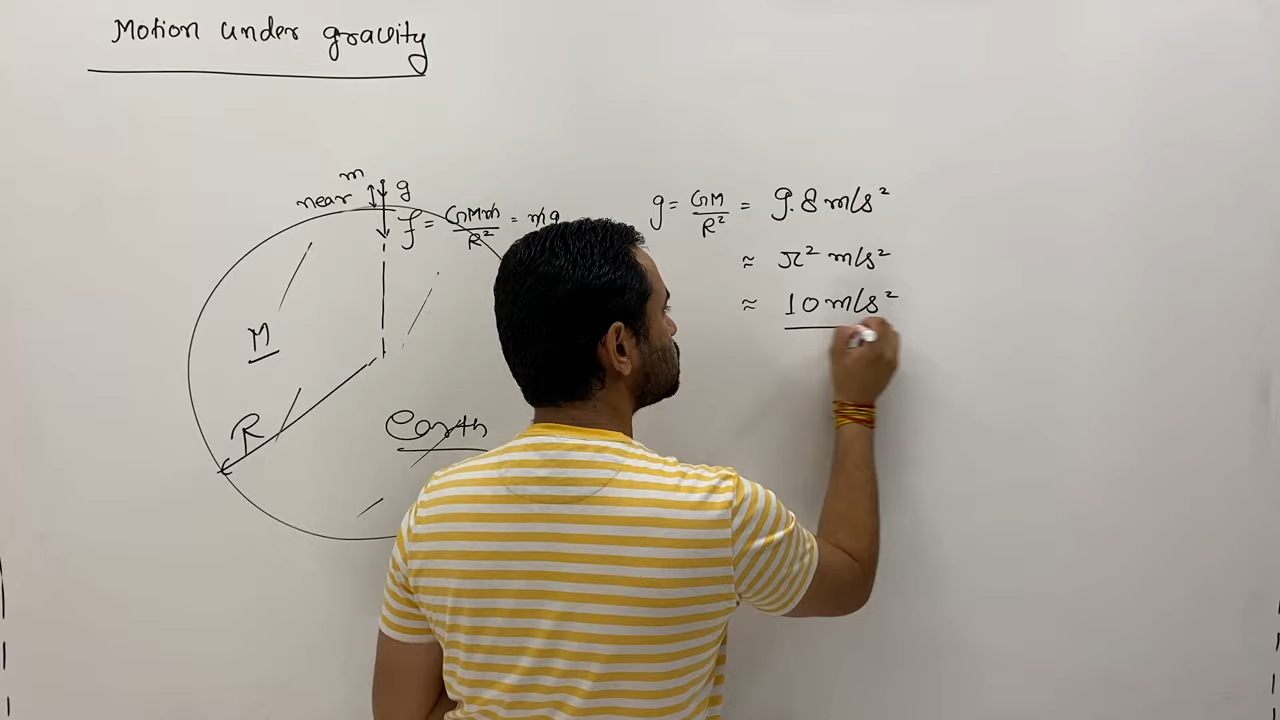 Motion under gravity
m
near
g
f = GMm/R² = mg
M
R
Earth
g = GM/R² = 9.8 m/s²
≈ π² m/s²
≈ 10 m/s²